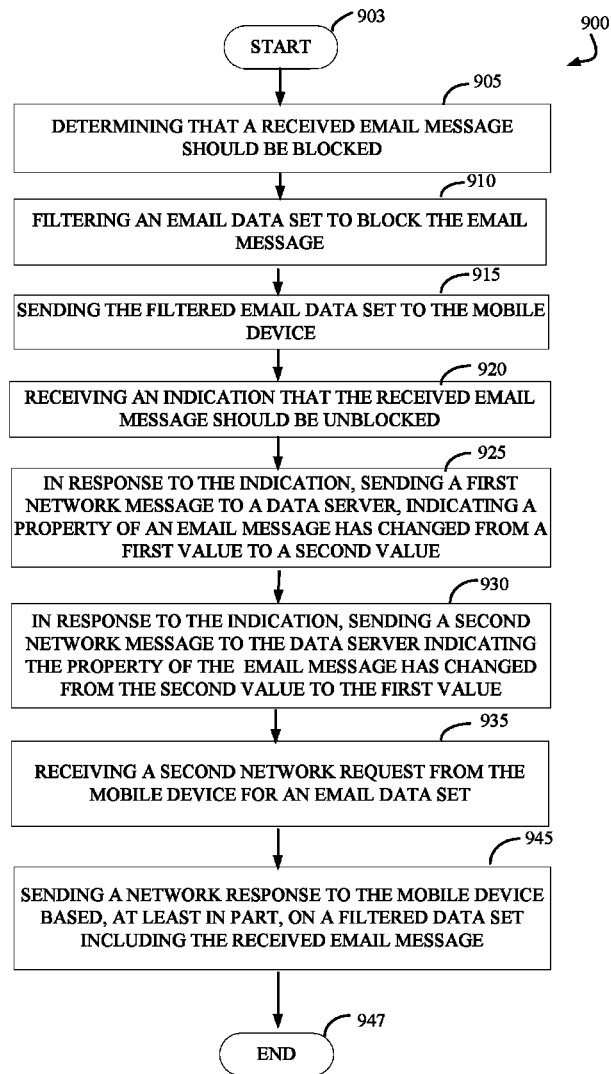 903
900
START
905
DETERMINING THAT A RECEIVED EMAIL MESSAGE
SHOULD BE BLOCKED
910
FILTERING AN EMAIL DATA SET TO BLOCK THE EMAIL
MESSAGE
915
SENDING THE FILTERED EMAIL DATA SET TO THE MOBILE
DEVICE
920
RECEIVING AN INDICATION THAT THE RECEIVED EMAIL
MESSAGE SHOULD BE UNBLOCKED
925
IN RESPONSE TO THE INDICATION, SENDING A FIRST
NETWORK MESSAGE TO A DATA SERVER, INDICATING A
PROPERTY OF AN EMAIL MESSAGE HAS CHANGED FROM A
FIRST VALUE TO A SECOND VALUE
930
IN RESPONSE TO THE INDICATION, SENDING A SECOND
NETWORK MESSAGE TO THE DATA SERVER INDICATING
THE PROPERTY OF THE EMAIL MESSAGE HAS CHANGED
FROM THE SECOND VALUE TO THE FIRST VALUE
935
RECEIVING A SECOND NETWORK REQUEST FROM THE
MOBILE DEVICE FOR AN EMAIL DATA SET
945
SENDING A NETWORK RESPONSE TO THE MOBILE DEVICE
BASED, AT LEAST IN PART, ON A FILTERED DATA SET
INCLUDING THE RECEIVED EMAIL MESSAGE
947
END